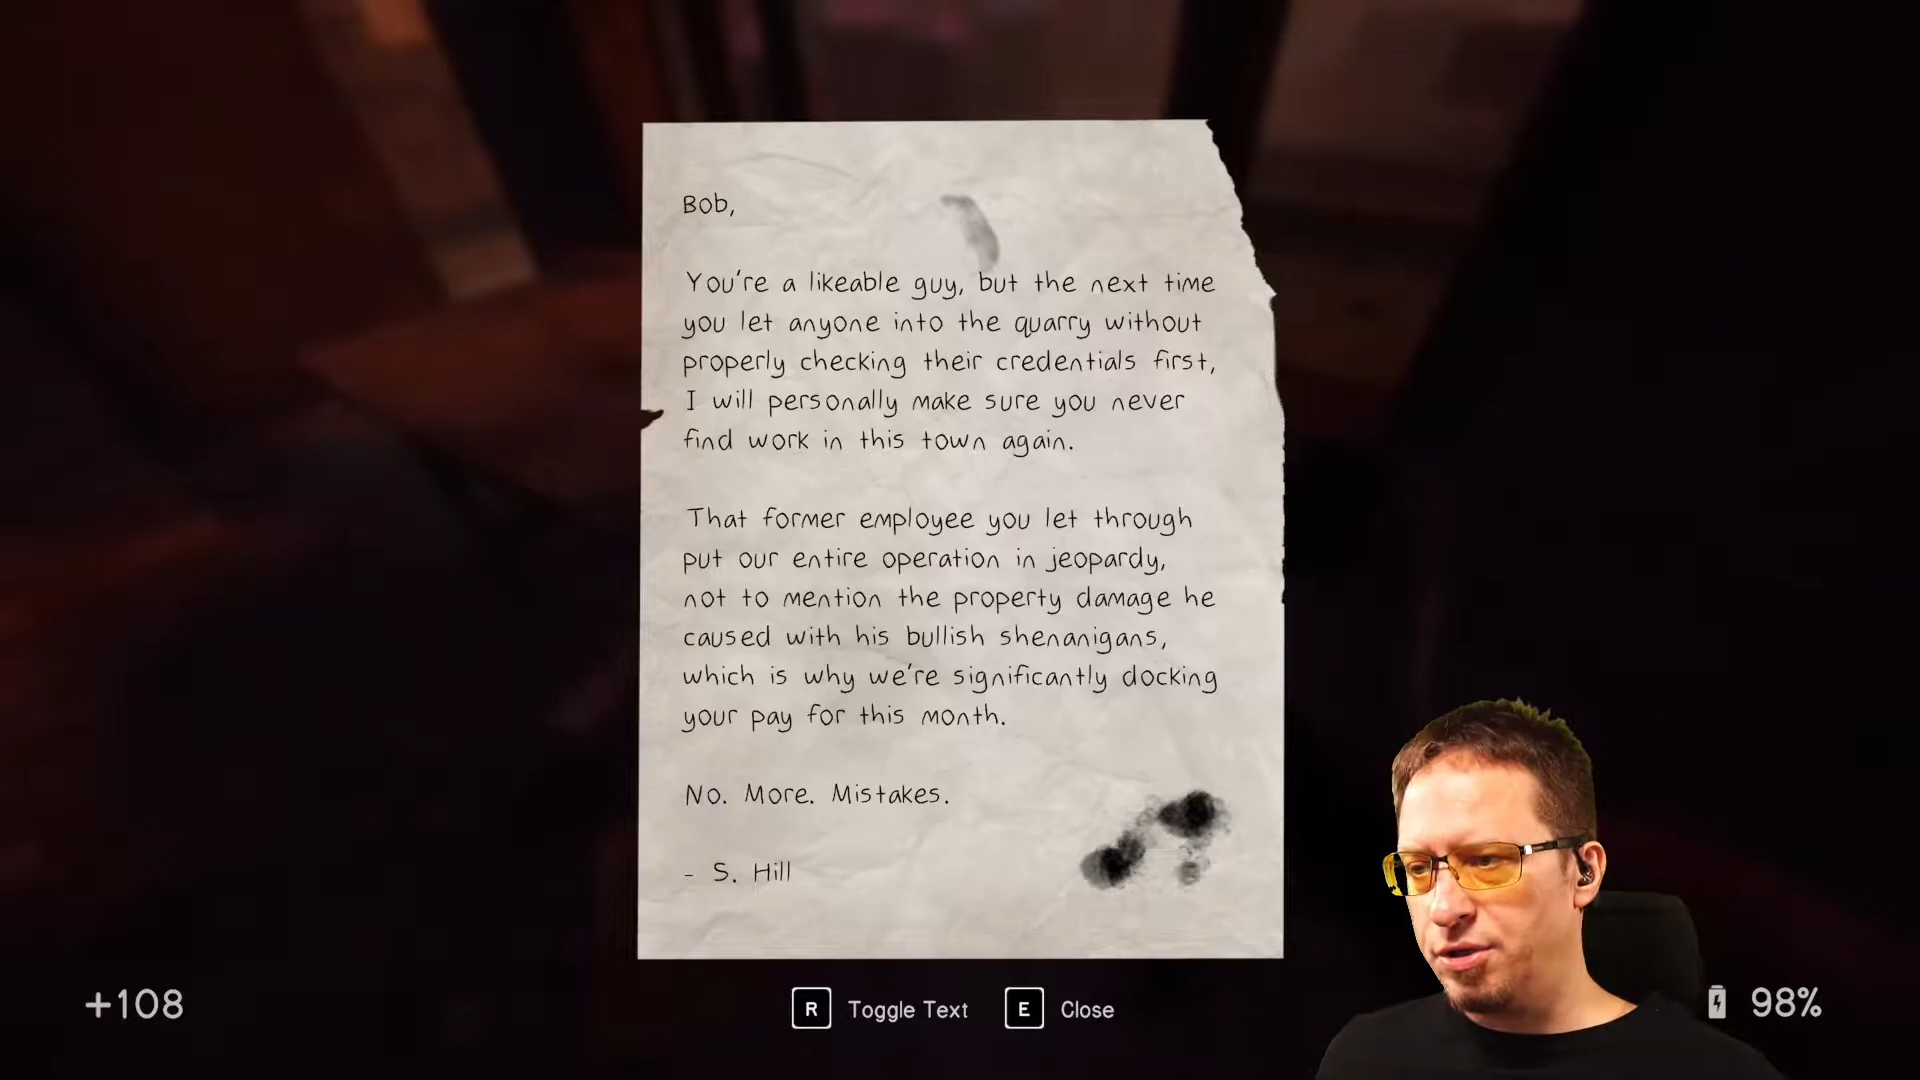 Bob,
You're a likeable guy, but the next time
you let anyone into the quarry without
properly checking their credentials first,
I will personally make sure you never
find work in this town again.
That former employee you let through
put our entire operation in jeopardy,
not to mention the property damage he
caused with his bullish shenanigans,
which is why we're significantly docking
your pay for this month.
No. More. Mistakes.
- S. Hill
+108
R Toggle Text E Close
98%